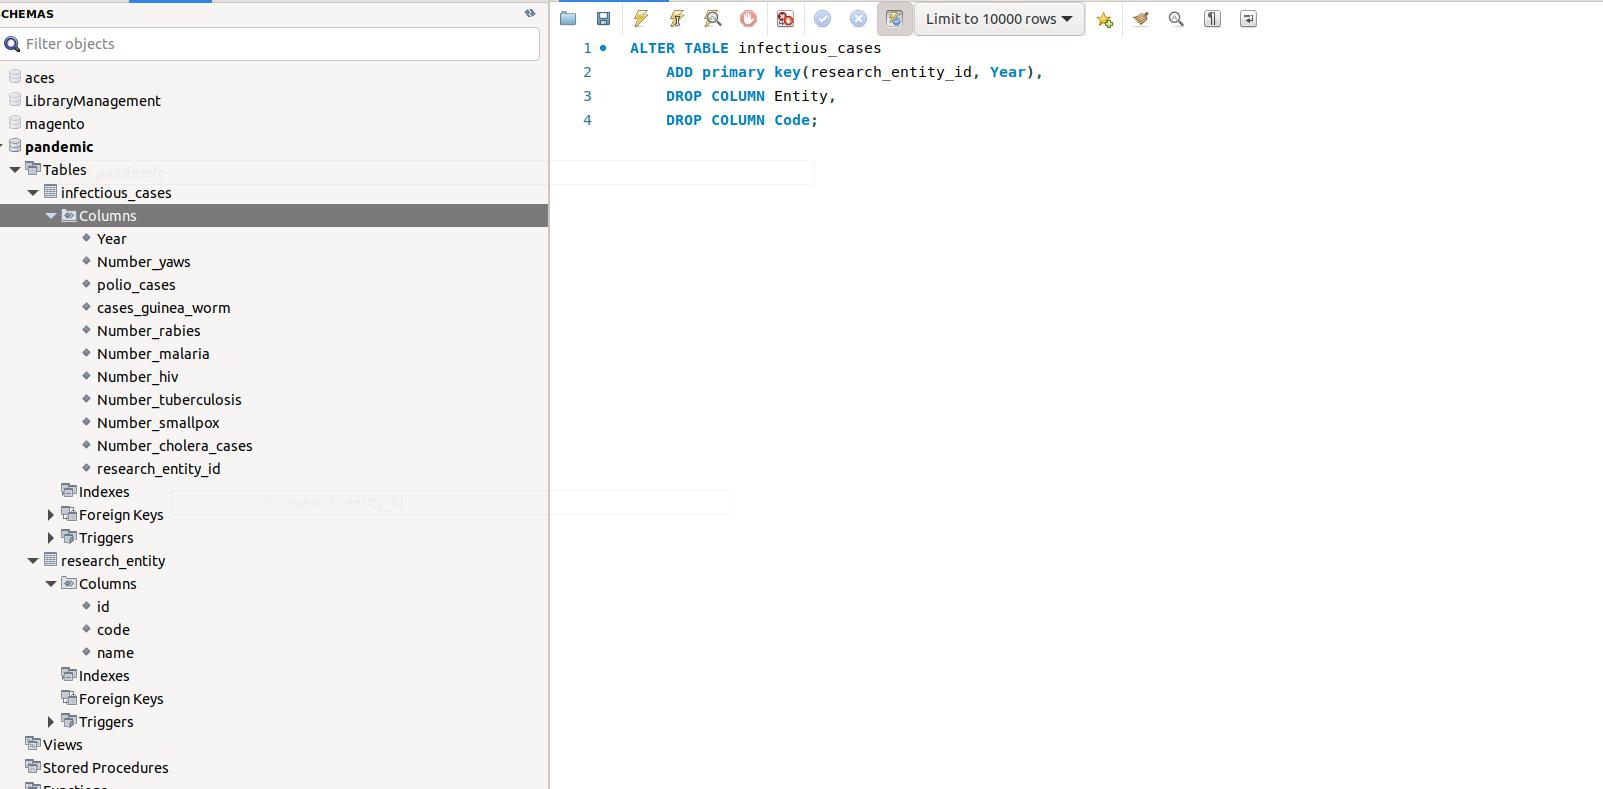 CHEMAS
Filter objects
aces
LibraryManagement
magento
pandemic
Tables
pandemic
infectious_cases
Columns
Year
Number_yaws
polio_cases
cases_guinea_worm
Number_rabies
Number_malaria
Number_hiv
Number_tuberculosis
Number_smallpox
Number_cholera_cases
research_entity_id
Indexes
research_entity_id
Foreign Keys
Triggers
research_entity
Columns
id
code
name
Indexes
Foreign Keys
Triggers
Views
Stored Procedures
Functions
Limit to 10000 rows
1 ALTER TABLE infectious_cases
2 ADD primary key(research_entity_id, Year),
3 DROP COLUMN Entity,
4 DROP COLUMN Code;